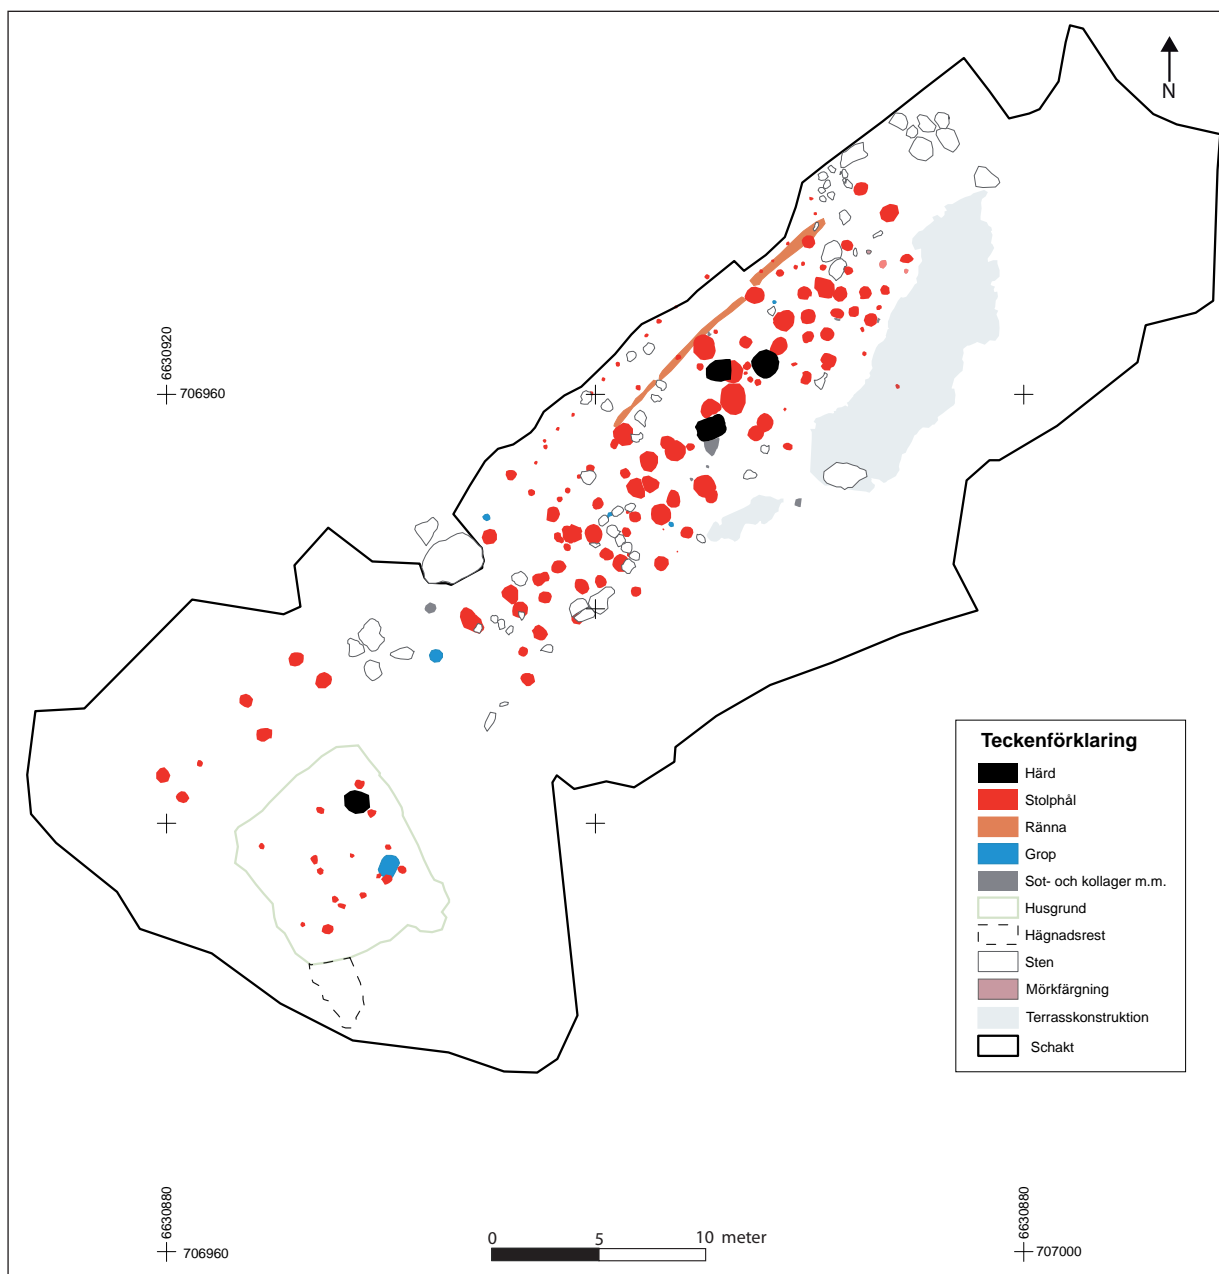 N
6630920
706960
Teckenförklaring
Härd
Stolphål
Ränna
Grop
Sot- och kollager m.m.
Husgrund
Hägnadsrest
Sten
Mörkfärgning
Terrasskonstruktion
Schakt
6630880
706960
0 5 10 meter
6630880
707000